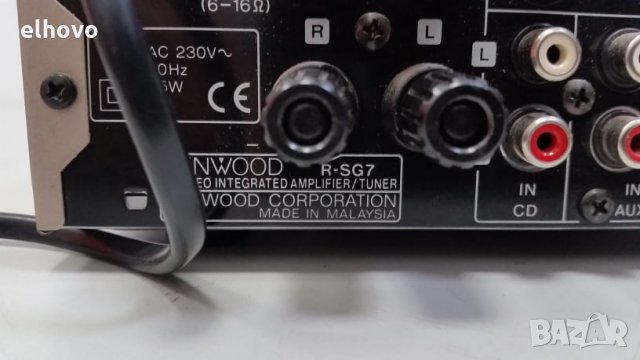 elhovo
(6-16Ω)
R
L
L
AC 230V~
0Hz
5W
CE
NWOOD R-SG7
EO INTEGRATED AMPLIFIER/TUNER
WOOD CORPORATION
MADE IN MALAYSIA
IN
CD
IN
AUX
BAZAR